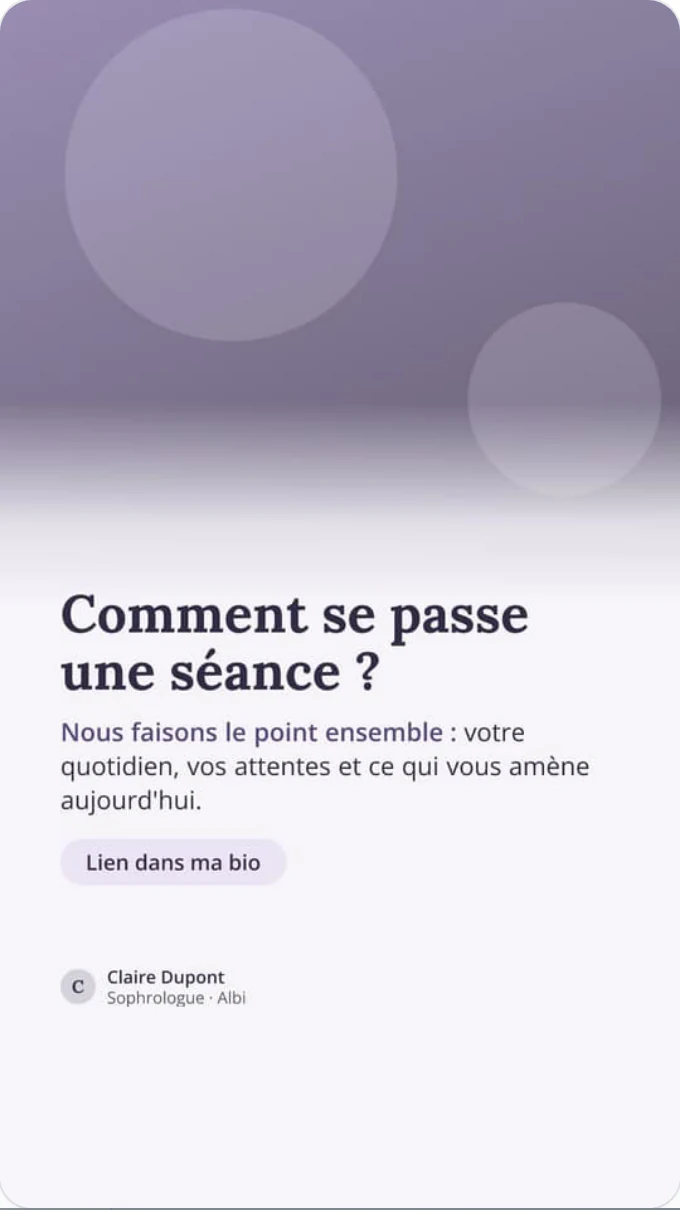 Comment se passe
une séance ?
Nous faisons le point ensemble : votre
quotidien, vos attentes et ce qui vous amène
aujourd'hui.
Lien dans ma bio
C
Claire Dupont
Sophrologue · Albi